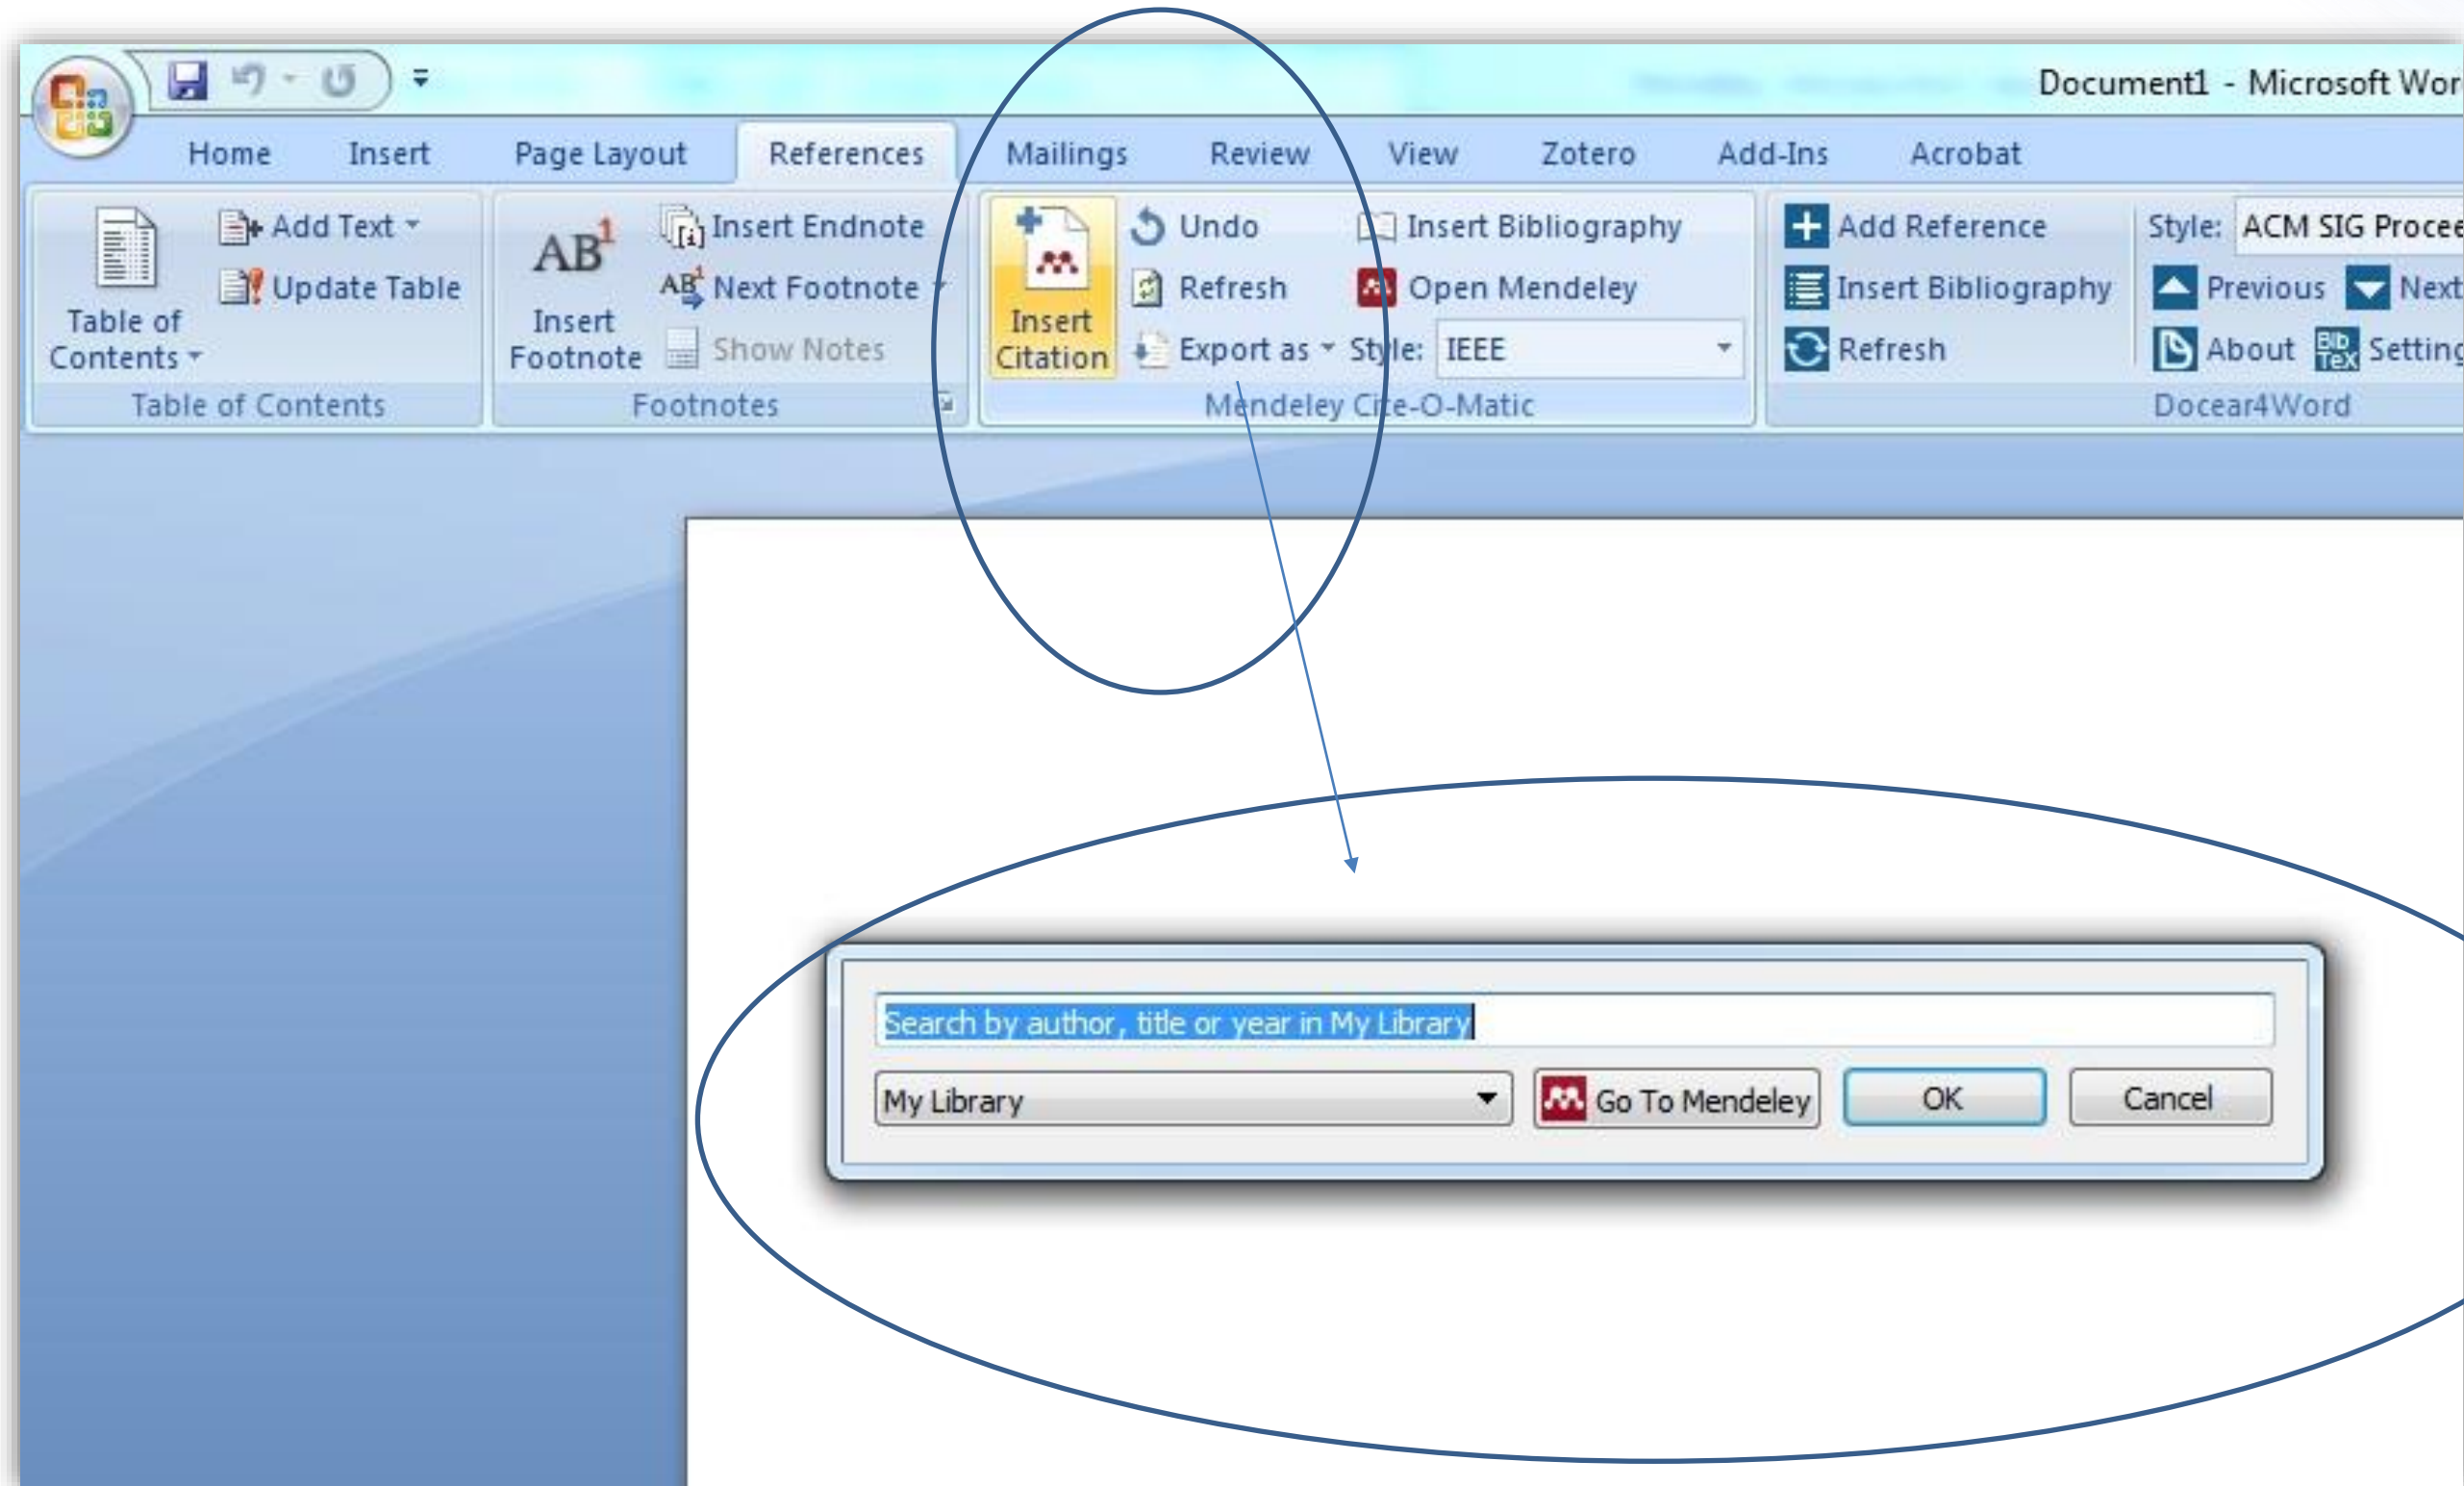 Document1 - Microsoft Wor
Home Insert Page Layout References Mailings Review View Zotero Add-Ins Acrobat
Table of
Contents
Add Text
Update Table
Table of Contents
AB1
Insert
Footnote
Insert Endnote
AB1 Next Footnote
Show Notes
Footnotes
Insert
Citation
Undo
Refresh
Export as
Insert Bibliography
Open Mendeley
Style: IEEE
Mendeley Cite-O-Matic
Add Reference
Insert Bibliography
Refresh
Style: ACM SIG Procee
Previous Next
About BibTeX Setting
Docear4Word
Search by author, title or year in My Library
My Library Go To Mendeley OK Cancel